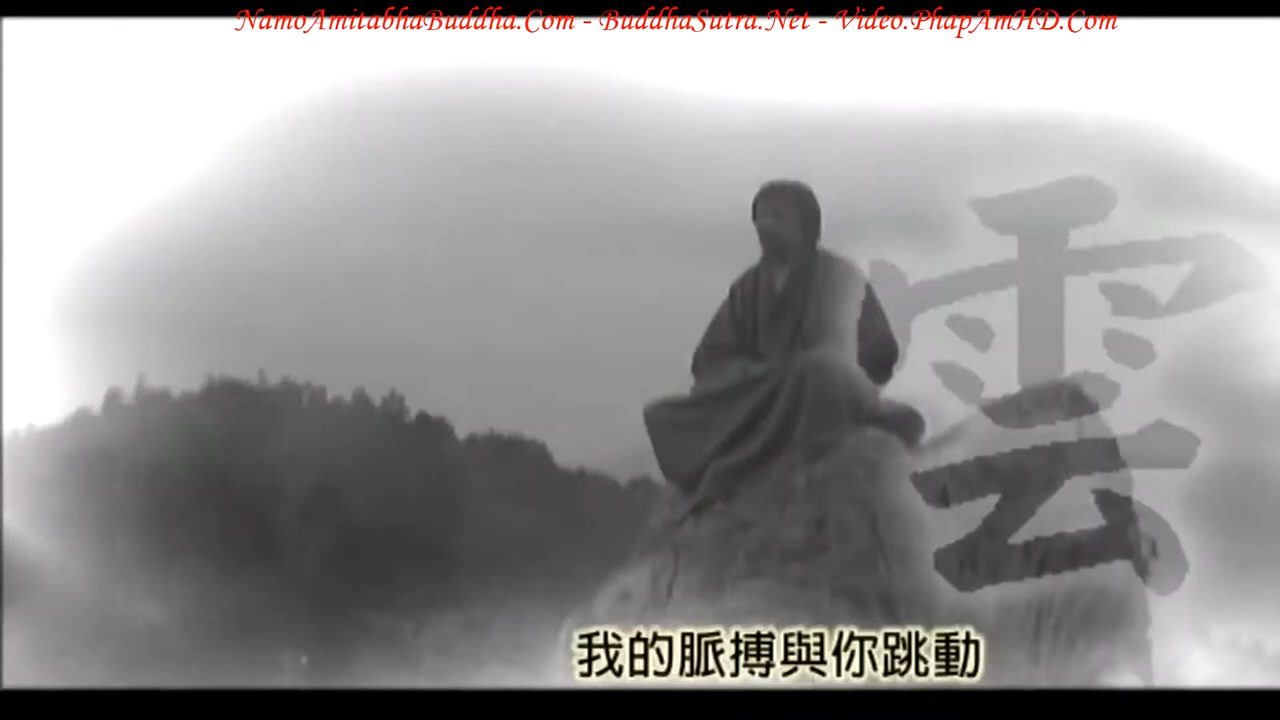 NamoAmitabhaBuddha.Com - BuddhaSutra.Net - Video.PhapAmHD.Com
雲
我的脈搏與你跳動